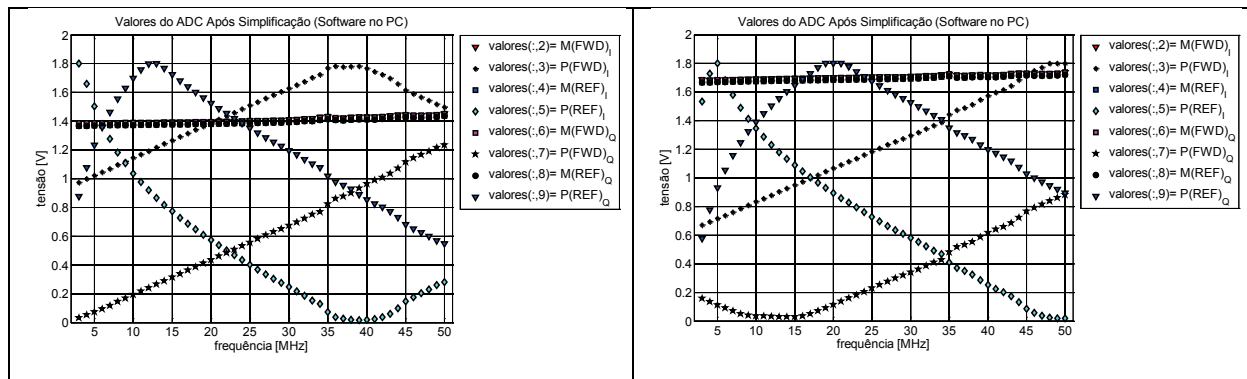 Valores do ADC Após Simplificação (Software no PC)
2
1.8
1.6
1.4
1.2
1
0.8
0.6
0.4
0.2
0
tensão [V]
5 10 15 20 25 30 35 40 45 50
frequência [MHz]
valores(:,2)= M(FWD)I
valores(:,3)= P(FWD)I
valores(:,4)= M(REF)I
valores(:,5)= P(REF)I
valores(:,6)= M(FWD)Q
valores(:,7)= P(FWD)Q
valores(:,8)= M(REF)Q
valores(:,9)= P(REF)Q
Valores do ADC Após Simplificação (Software no PC)
2
1.8
1.6
1.4
1.2
1
0.8
0.6
0.4
0.2
0
tensão [V]
5 10 15 20 25 30 35 40 45 50
frequência [MHz]
valores(:,2)= M(FWD)I
valores(:,3)= P(FWD)I
valores(:,4)= M(REF)I
valores(:,5)= P(REF)I
valores(:,6)= M(FWD)Q
valores(:,7)= P(FWD)Q
valores(:,8)= M(REF)Q
valores(:,9)= P(REF)Q